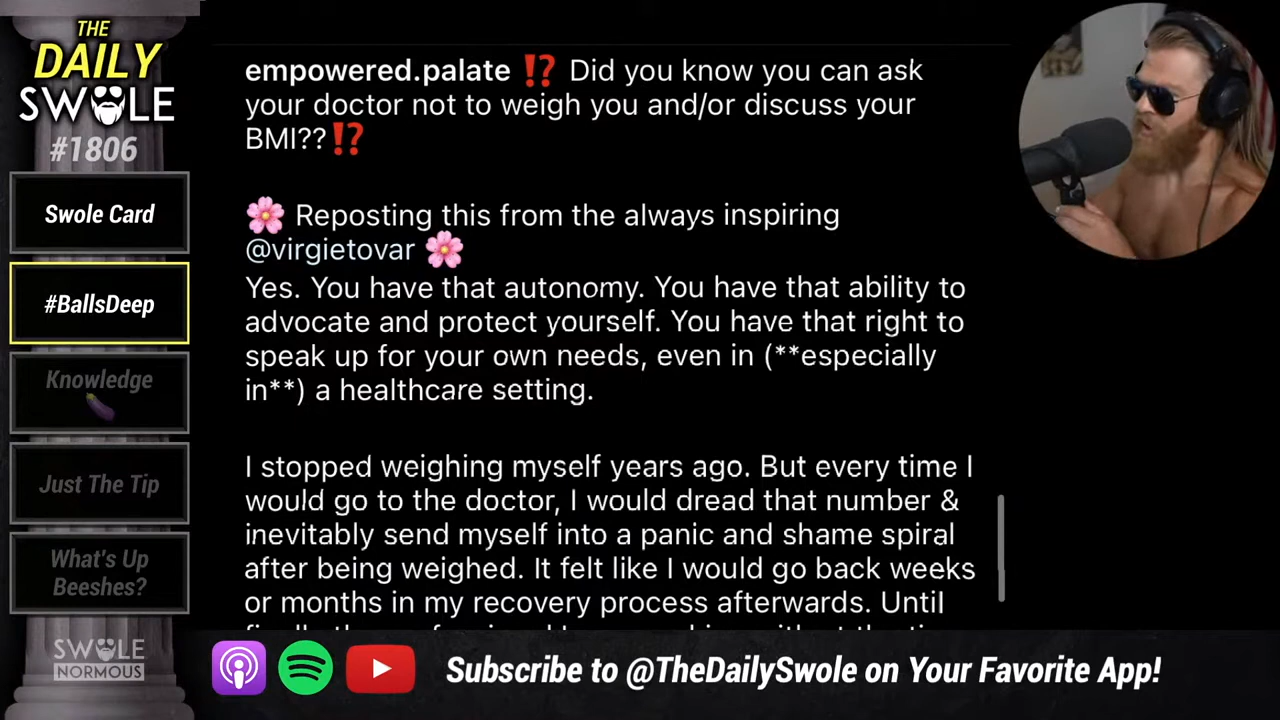 THE
DAILY
SWOLE
#1806
Swole Card
#BallsDeep
Knowledge
🍆
Just The Tip
What's Up
Beeshes?
SWOLE
NORMOUS
empowered.palate ⁉️ Did you know you can ask
your doctor not to weigh you and/or discuss your
BMI??⁉️
🌸 Reposting this from the always inspiring
@virgietovar 🌸
Yes. You have that autonomy. You have that ability to
advocate and protect yourself. You have that right to
speak up for your own needs, even in (**especially
in**) a healthcare setting.
I stopped weighing myself years ago. But every time I
would go to the doctor, I would dread that number &
inevitably send myself into a panic and shame spiral
after being weighed. It felt like I would go back weeks
or months in my recovery process afterwards. Until
Subscribe to @TheDailySwole on Your Favorite App!